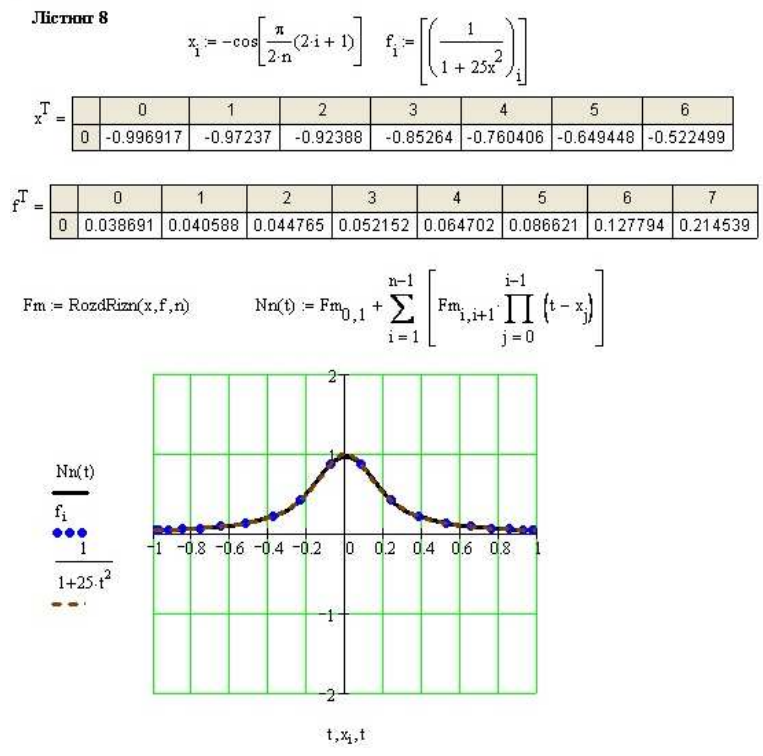 Лістинг 8
x_i := -cos[π/(2·n) (2·i + 1)] f_i := [(1/(1 + 25x^2))_i]
x^T =
0 1 2 3 4 5 6
0 -0.996917 -0.97237 -0.92388 -0.85264 -0.760406 -0.649448 -0.522499
f^T =
0 1 2 3 4 5 6 7
0 0.038691 0.040588 0.044765 0.052152 0.064702 0.086621 0.127794 0.214539
Fm := RozdRizn(x,f,n) Nn(t) := Fm_{0,1} + ∑_{i=1}^{n-1} [Fm_{i,i+1}·∏_{j=0}^{i-1} (t - x_j)]
2
1
-1 -0.8 -0.6 -0.4 -0.2 0 0.2 0.4 0.6 0.8 1
-1
-2
Nn(t)
f_i
1/(1+25·t^2)
t,x_i,t